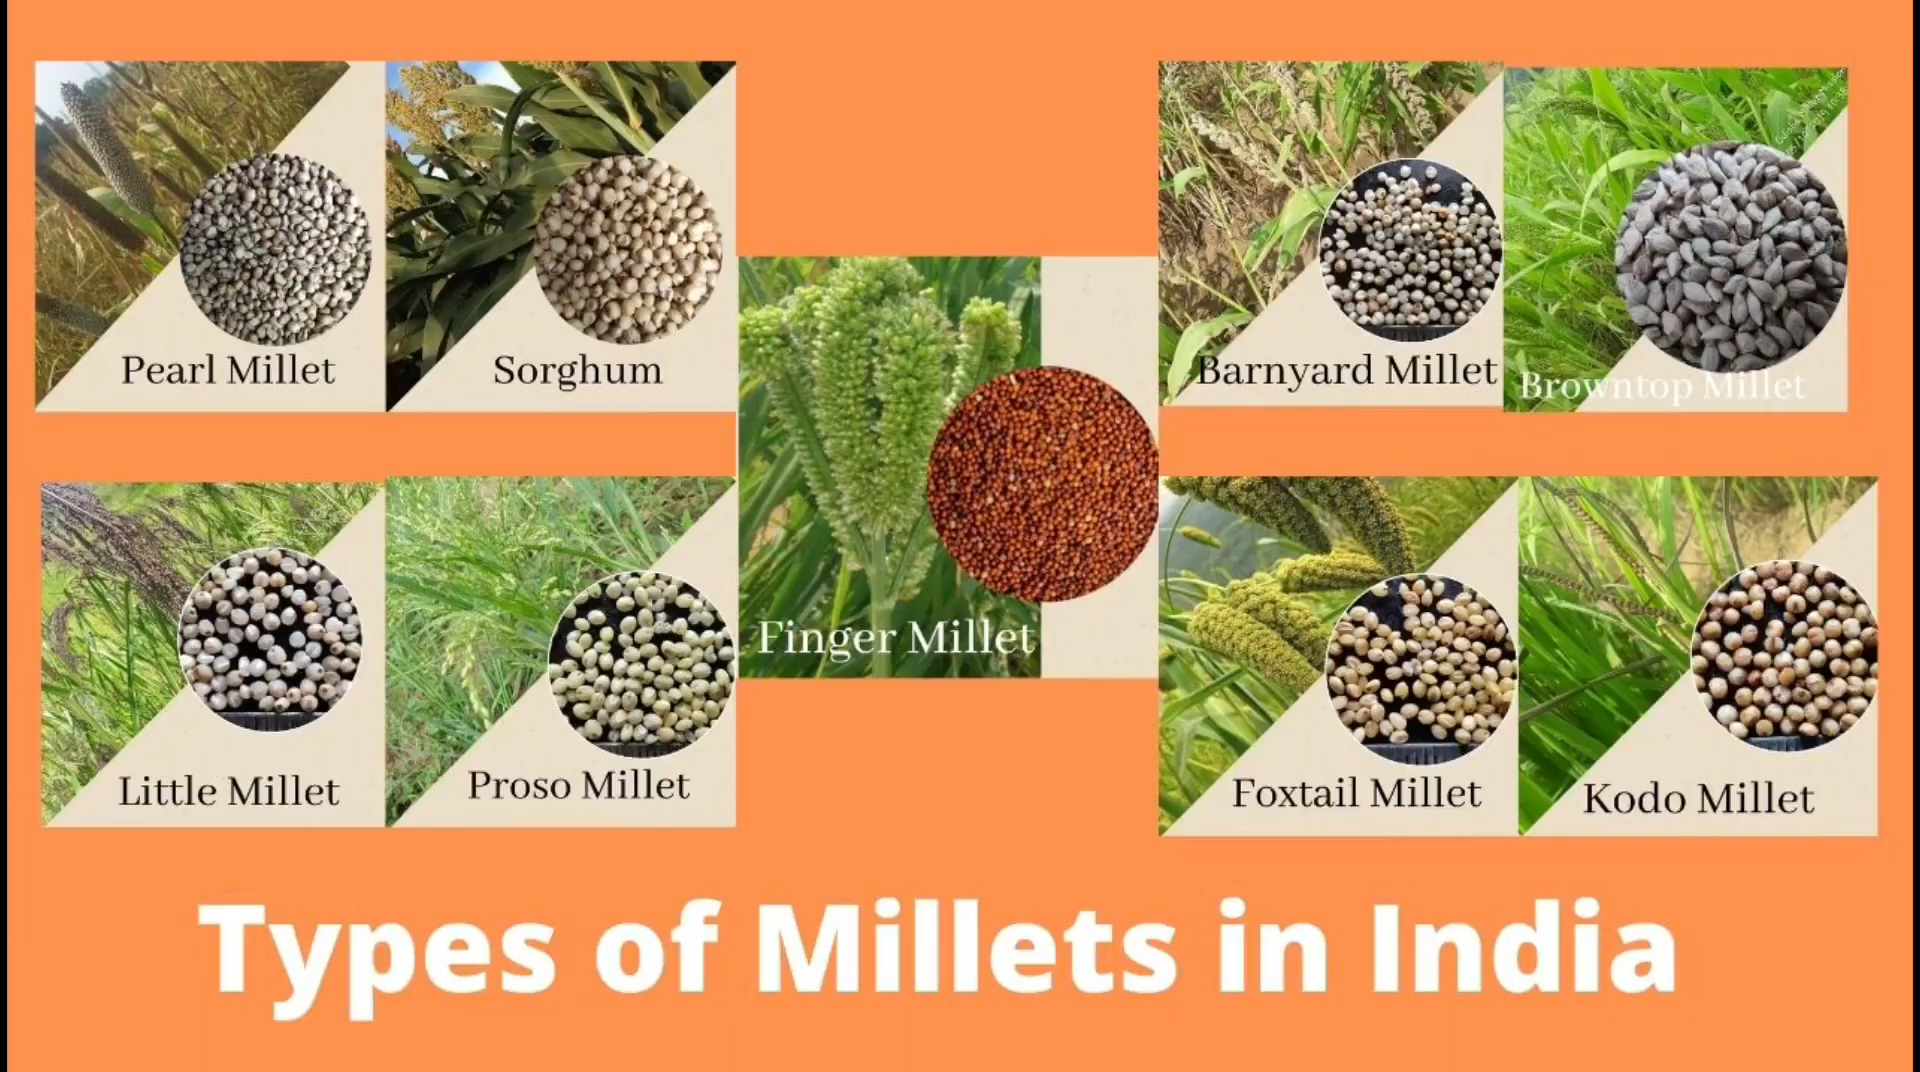 Pearl Millet
Sorghum
Barnyard Millet
Browntop Millet
Finger Millet
Little Millet
Proso Millet
Foxtail Millet
Kodo Millet
Types of Millets in India